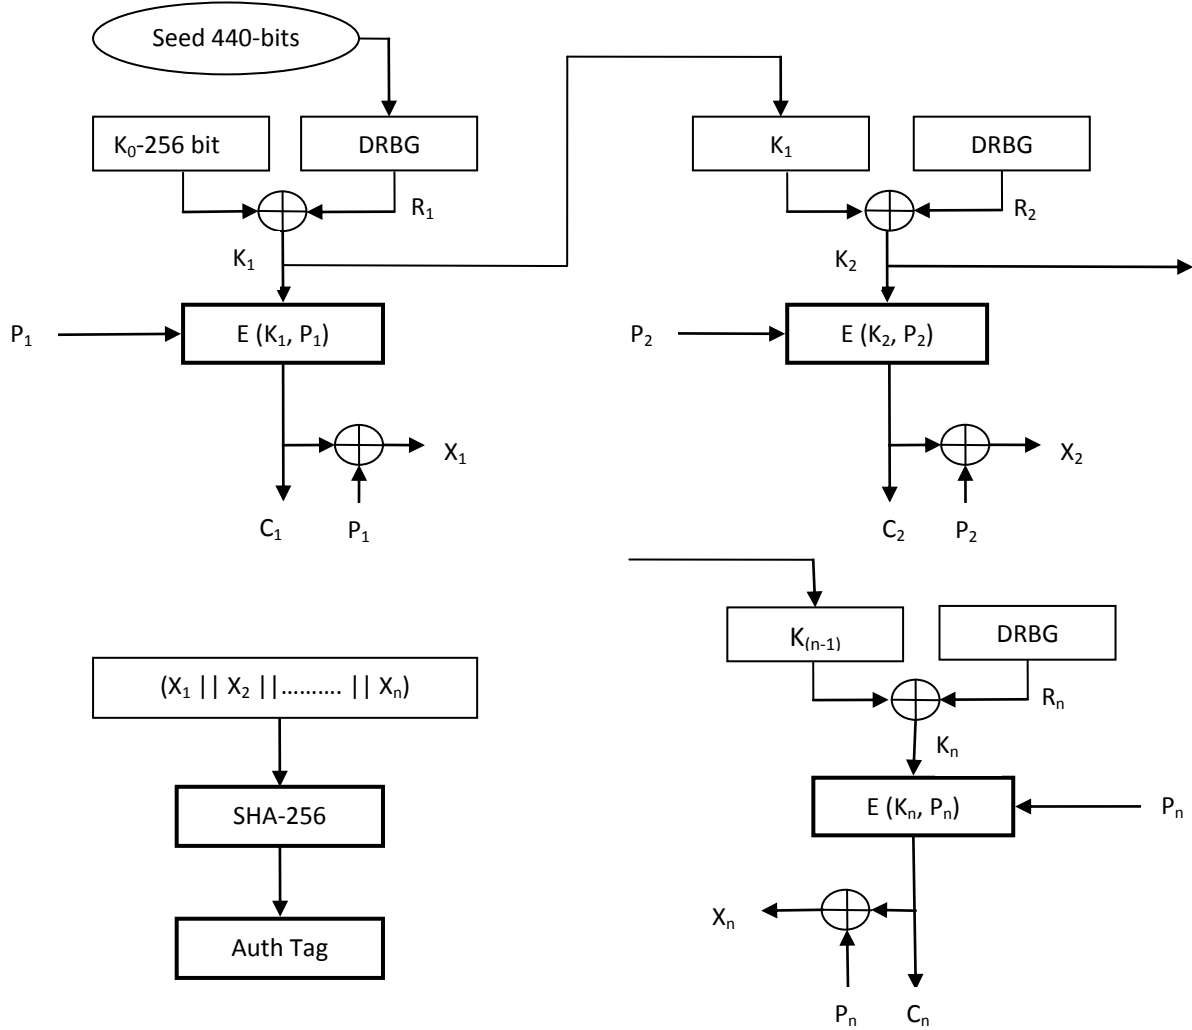 Seed 440-bits
K₀-256 bit
DRBG
R₁
K₁
P₁
E (K₁, P₁)
X₁
C₁
P₁
K₁
DRBG
R₂
K₂
P₂
E (K₂, P₂)
X₂
C₂
P₂
(X₁ || X₂ ||………. || Xₙ)
SHA-256
Auth Tag
K₍ₙ₋₁₎
DRBG
Rₙ
Kₙ
E (Kₙ, Pₙ)
Pₙ
Xₙ
Pₙ
Cₙ